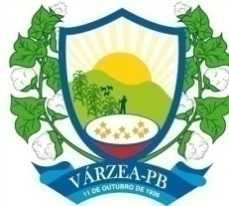 VÁRZEA-PB
11 DE OUTUBRO DE 1926